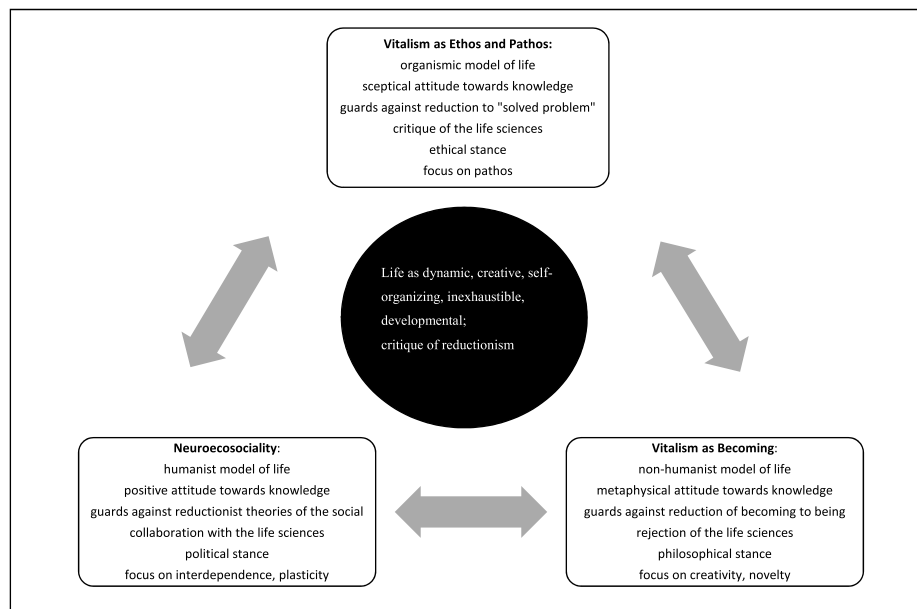 Vitalism as Ethos and Pathos:
organismic model of life
sceptical attitude towards knowledge
guards against reduction to "solved problem"
critique of the life sciences
ethical stance
focus on pathos
Life as dynamic, creative, self-
organizing, inexhaustible,
developmental;
critique of reductionism
Neuroecosociality:
humanist model of life
positive attitude towards knowledge
guards against reductionist theories of the social
collaboration with the life sciences
political stance
focus on interdependence, plasticity
Vitalism as Becoming:
non-humanist model of life
metaphysical attitude towards knowledge
guards against reduction of becoming to being
rejection of the life sciences
philosophical stance
focus on creativity, novelty